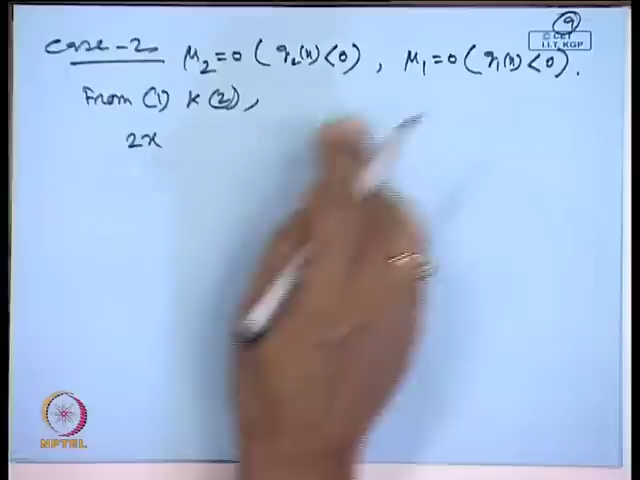 9
© CET
I.I.T, KGP
Case-2 μ₂=0 (g₂(x)<0), μ₁=0 (g₁(x)<0).
From (1) & (2),
2x
NPTEL